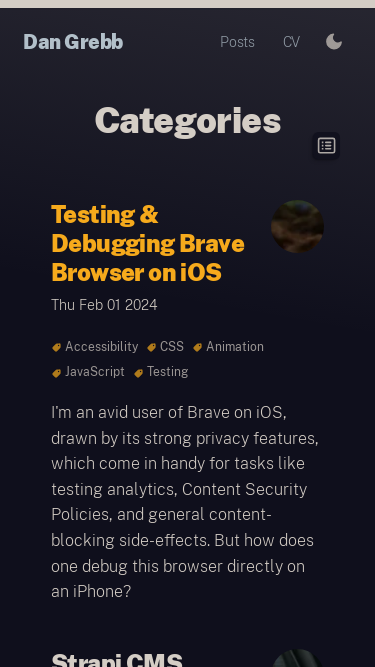 Dan Grebb
Posts
CV
Categories
Testing &
Debugging Brave
Browser on iOS
Thu Feb 01 2024
Accessibility CSS Animation
JavaScript Testing
I'm an avid user of Brave on iOS,
drawn by its strong privacy features,
which come in handy for tasks like
testing analytics, Content Security
Policies, and general content-
blocking side-effects. But how does
one debug this browser directly on
an iPhone?
Strapi CMS